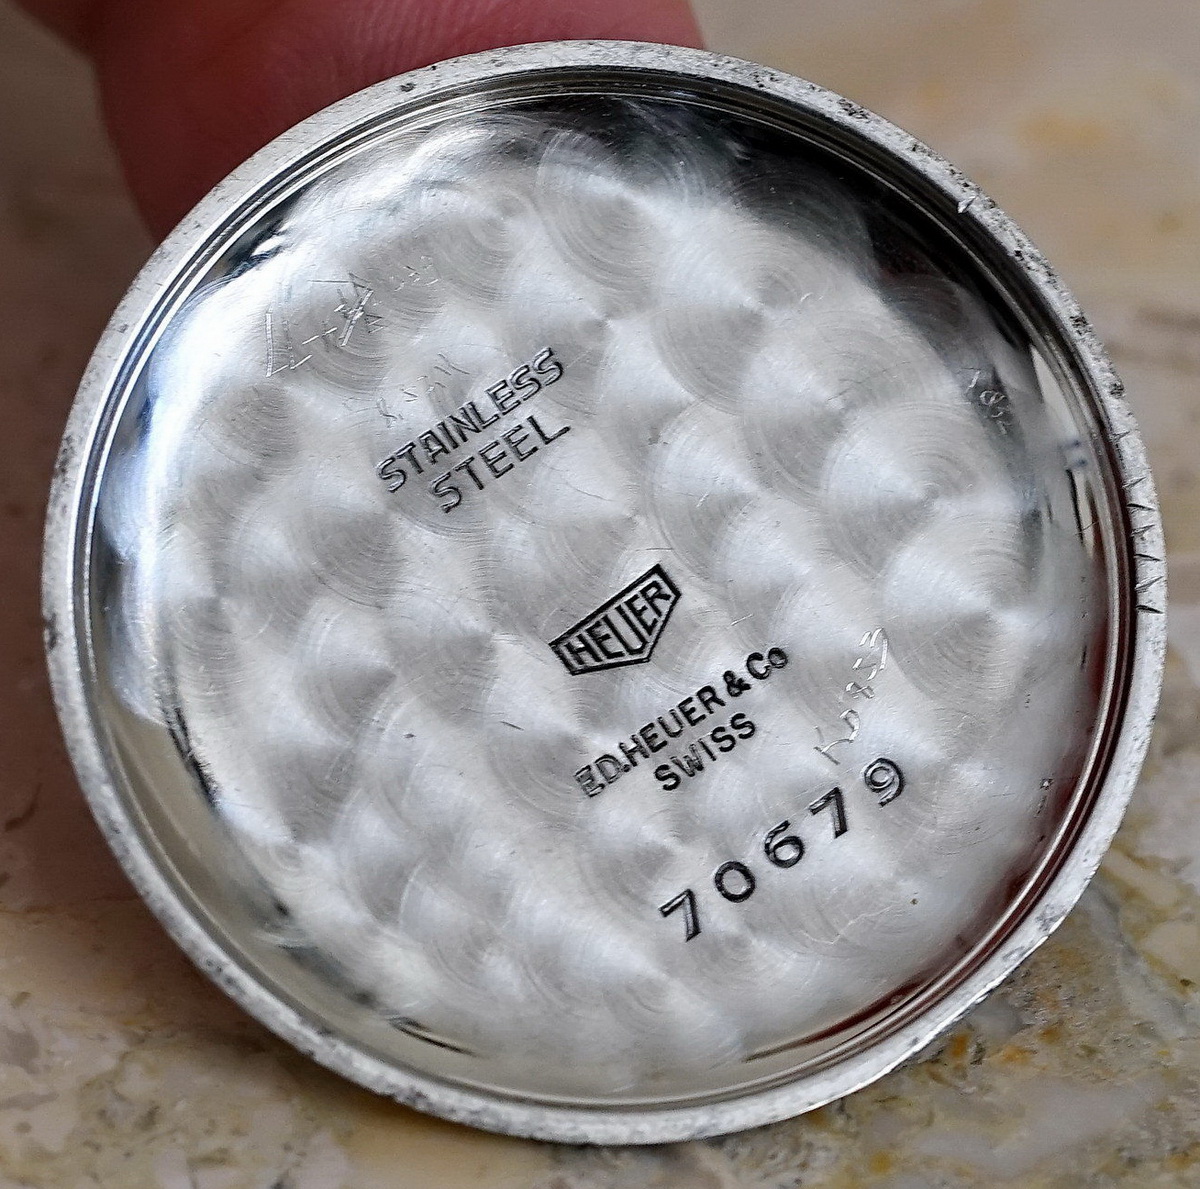 STAINLESS
STEEL
HEUER
ED. HEUER & Co
SWISS
70679